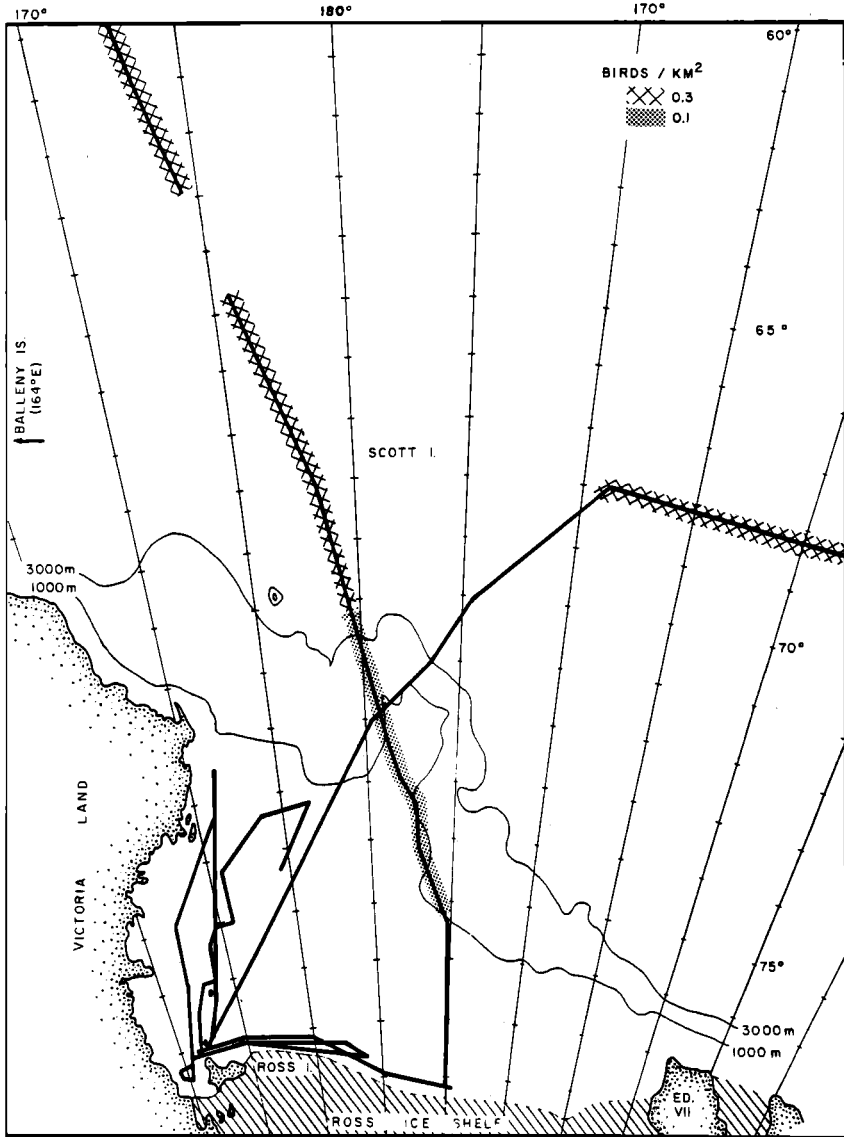 170°
180°
170°
60°
BIRDS / KM²
0.3
0.1
65°
BALLENY IS.
(164°E)
SCOTT I.
3000m
1000m
70°
VICTORIA LAND
75°
3000m
1000m
ROSS I.
ED.
VII
ROSS ICE SHELF